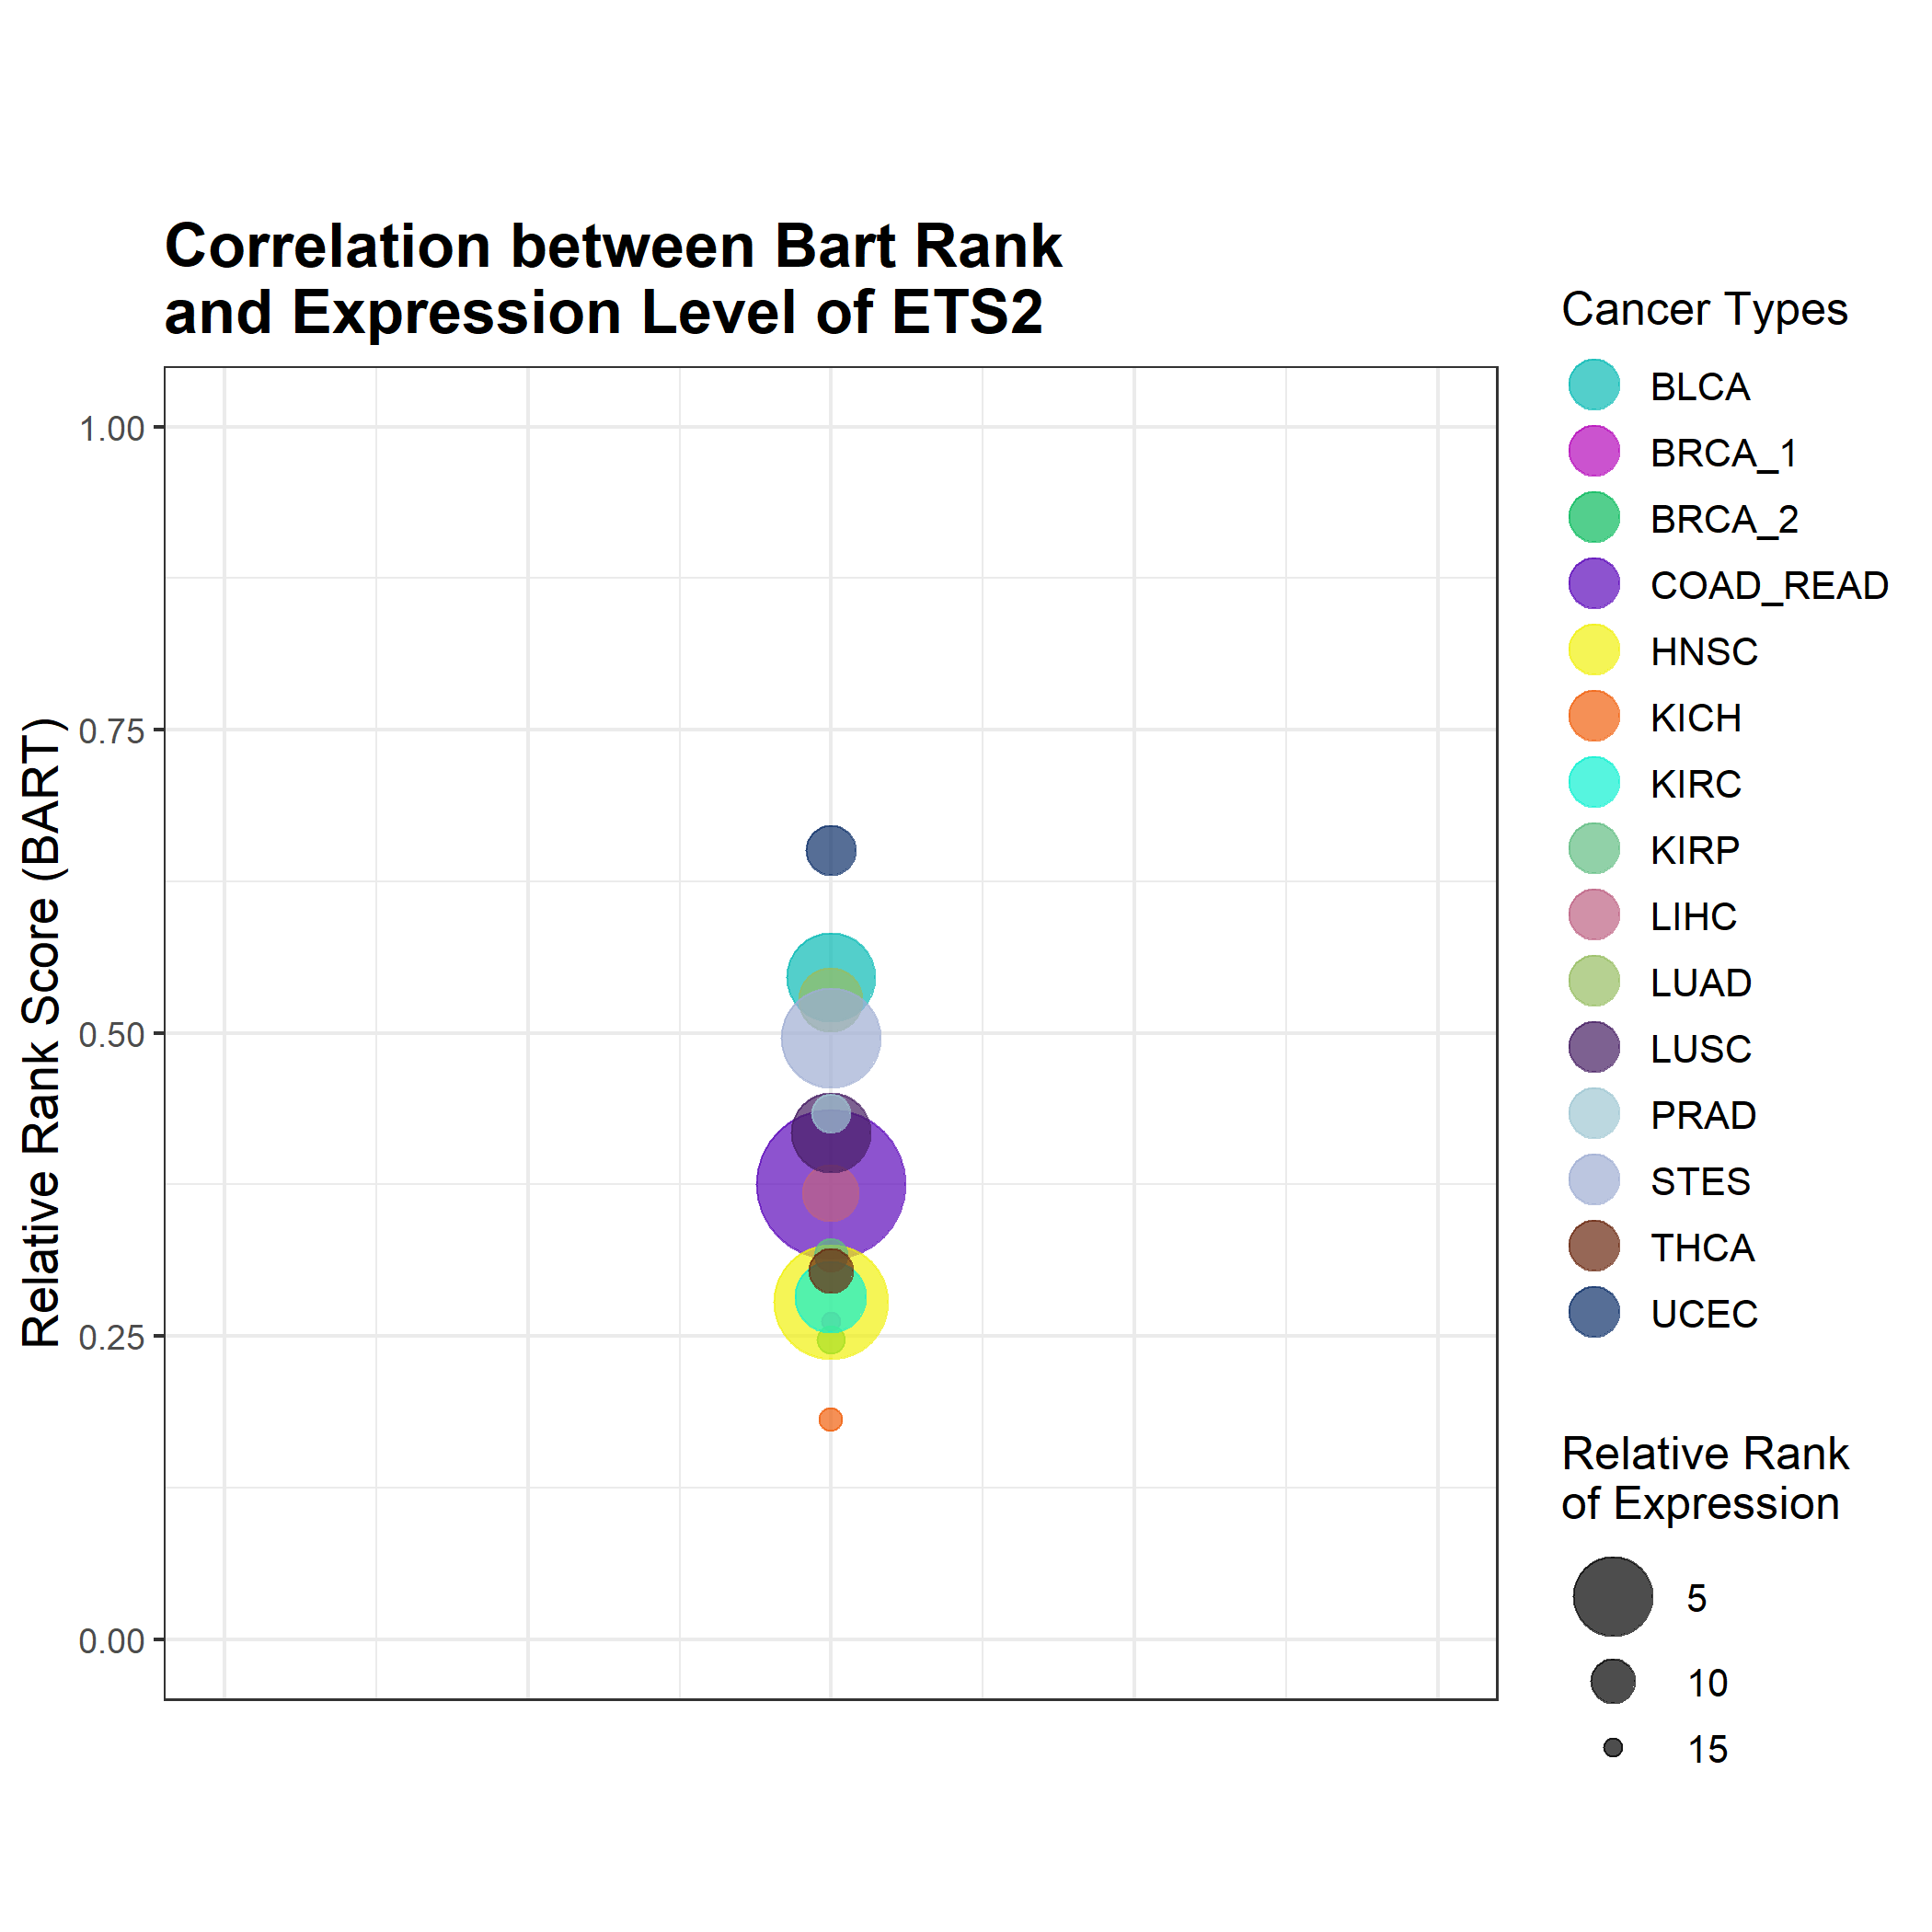 Correlation between Bart Rank
and Expression Level of ETS2
Relative Rank Score (BART)
1.00
0.75
0.50
0.25
0.00
Cancer Types
BLCA
BRCA_1
BRCA_2
COAD_READ
HNSC
KICH
KIRC
KIRP
LIHC
LUAD
LUSC
PRAD
STES
THCA
UCEC
Relative Rank
of Expression
5
10
15